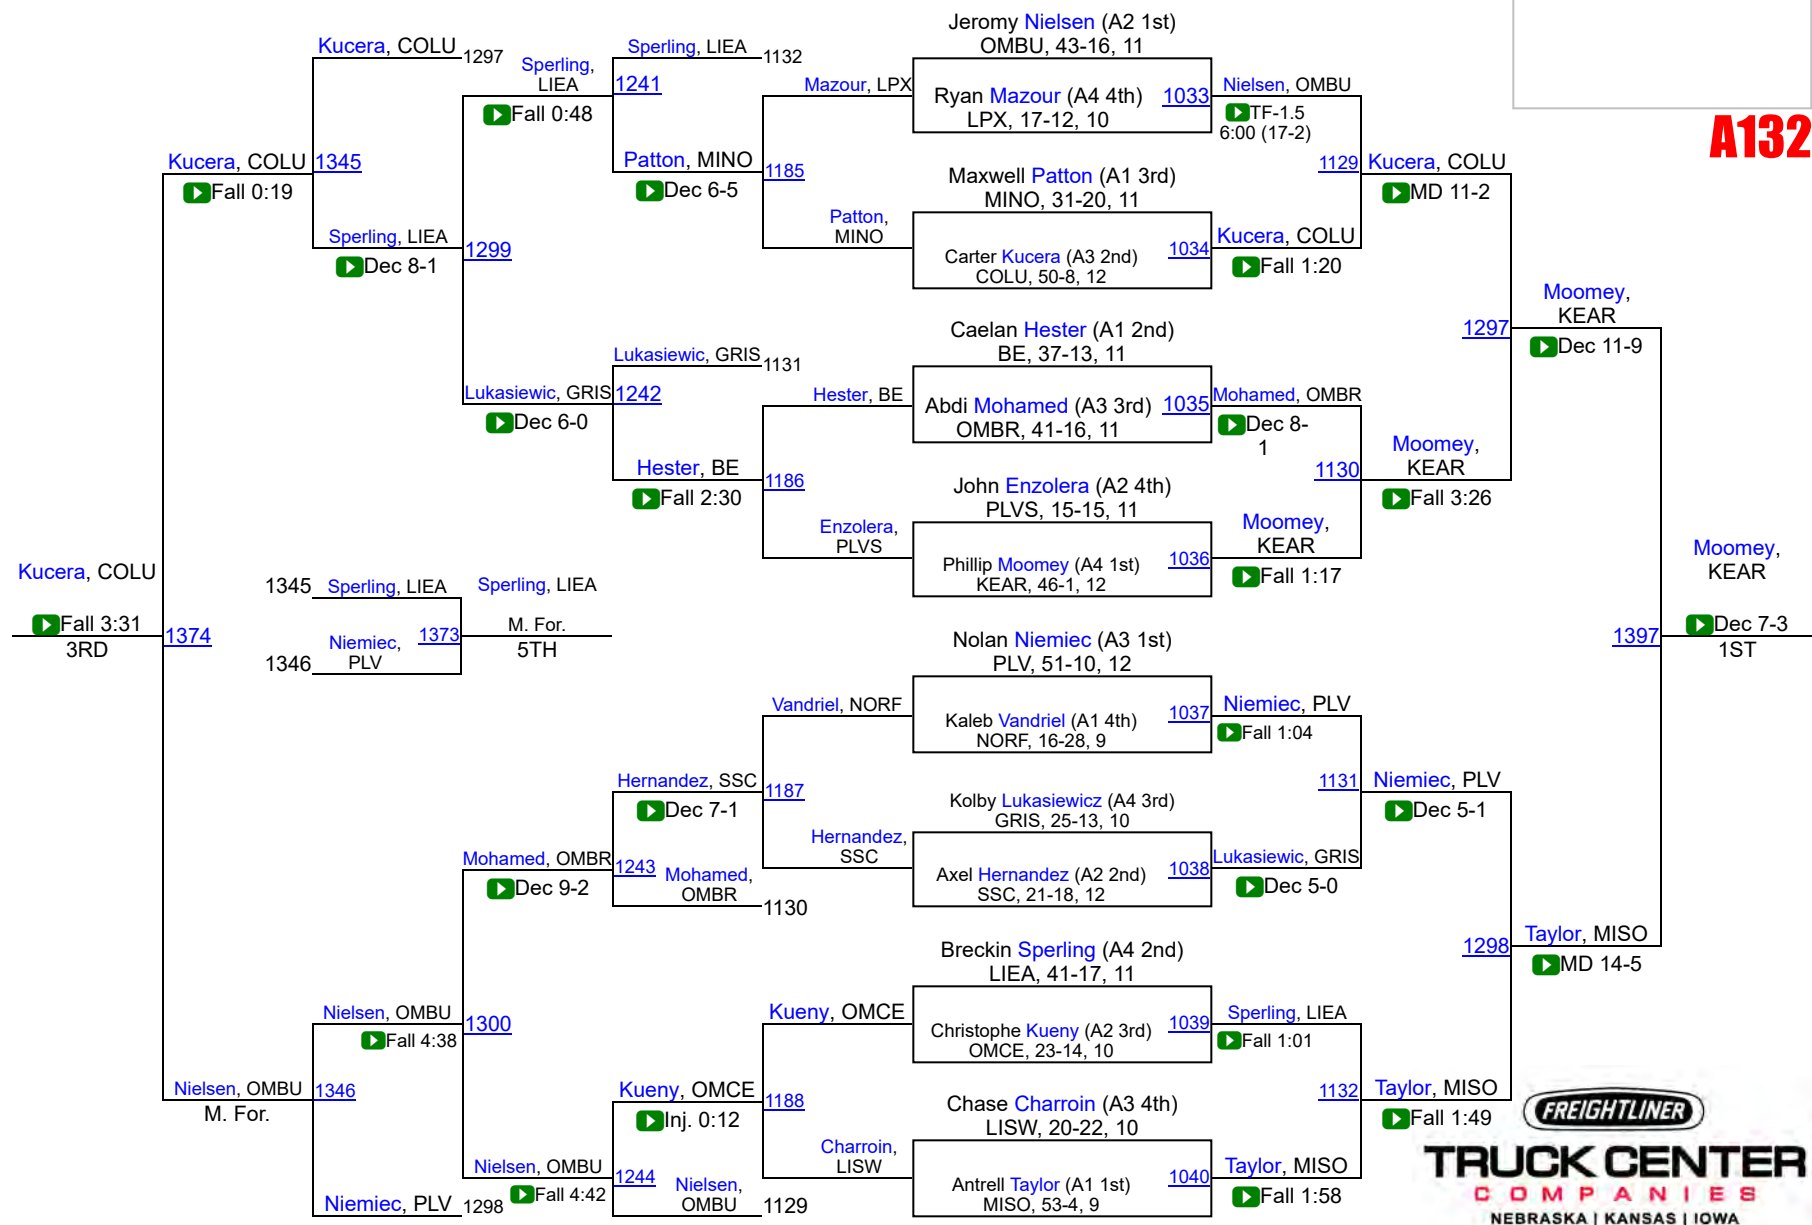 A132
Kucera, COLU
1297
Sperling, LIEA
1132
Sperling,
LIEA
1241
Fall 0:48
Kucera, COLU
1345
Fall 0:19
Patton, MINO
1185
Dec 6-5
Sperling, LIEA
1299
Dec 8-1
Mazour, LPX
Patton,
MINO
Lukasiewic, GRIS
1131
Lukasiewic, GRIS
1242
Dec 6-0
Hester, BE
Hester, BE
1186
Fall 2:30
Enzolera,
PLVS
Kucera, COLU
Fall 3:31
3RD
1374
1345
Sperling, LIEA
Sperling, LIEA
Niemiec,
PLV
1373
M. For.
5TH
1346
Vandriel, NORF
Hernandez, SSC
1187
Dec 7-1
Hernandez,
SSC
Mohamed, OMBR
1243
Dec 9-2
Mohamed,
OMBR
1130
Nielsen, OMBU
1300
Fall 4:38
Kueny, OMCE
Nielsen, OMBU
1346
M. For.
Kueny, OMCE
1188
Inj. 0:12
Charroin,
LISW
Nielsen, OMBU
1244
Fall 4:42
Nielsen,
OMBU
1129
Niemiec, PLV
1298
Jeromy Nielsen (A2 1st)
OMBU, 43-16, 11
Ryan Mazour (A4 4th)
LPX, 17-12, 10
1033
Maxwell Patton (A1 3rd)
MINO, 31-20, 11
Carter Kucera (A3 2nd)
COLU, 50-8, 12
1034
Caelan Hester (A1 2nd)
BE, 37-13, 11
Abdi Mohamed (A3 3rd)
OMBR, 41-16, 11
1035
John Enzolera (A2 4th)
PLVS, 15-15, 11
Phillip Moomey (A4 1st)
KEAR, 46-1, 12
1036
Nolan Niemiec (A3 1st)
PLV, 51-10, 12
Kaleb Vandriel (A1 4th)
NORF, 16-28, 9
1037
Kolby Lukasiewicz (A4 3rd)
GRIS, 25-13, 10
Axel Hernandez (A2 2nd)
SSC, 21-18, 12
1038
Breckin Sperling (A4 2nd)
LIEA, 41-17, 11
Christophe Kueny (A2 3rd)
OMCE, 23-14, 10
1039
Chase Charroin (A3 4th)
LISW, 20-22, 10
Antrell Taylor (A1 1st)
MISO, 53-4, 9
1040
Nielsen, OMBU
TF-1.5
6:00 (17-2)
1129
Kucera, COLU
MD 11-2
Kucera, COLU
Fall 1:20
Moomey,
KEAR
1297
Dec 11-9
Mohamed, OMBR
Dec 8-
1
1130
Moomey,
KEAR
Fall 3:26
Moomey,
KEAR
Fall 1:17
Moomey,
KEAR
1397
Dec 7-3
1ST
Niemiec, PLV
Fall 1:04
1131
Niemiec, PLV
Dec 5-1
Lukasiewic, GRIS
Dec 5-0
1298
Taylor, MISO
MD 14-5
Sperling, LIEA
Fall 1:01
1132
Taylor, MISO
Fall 1:49
Taylor, MISO
Fall 1:58
FREIGHTLINER
TRUCK CENTER
COMPANIES
NEBRASKA | KANSAS | IOWA